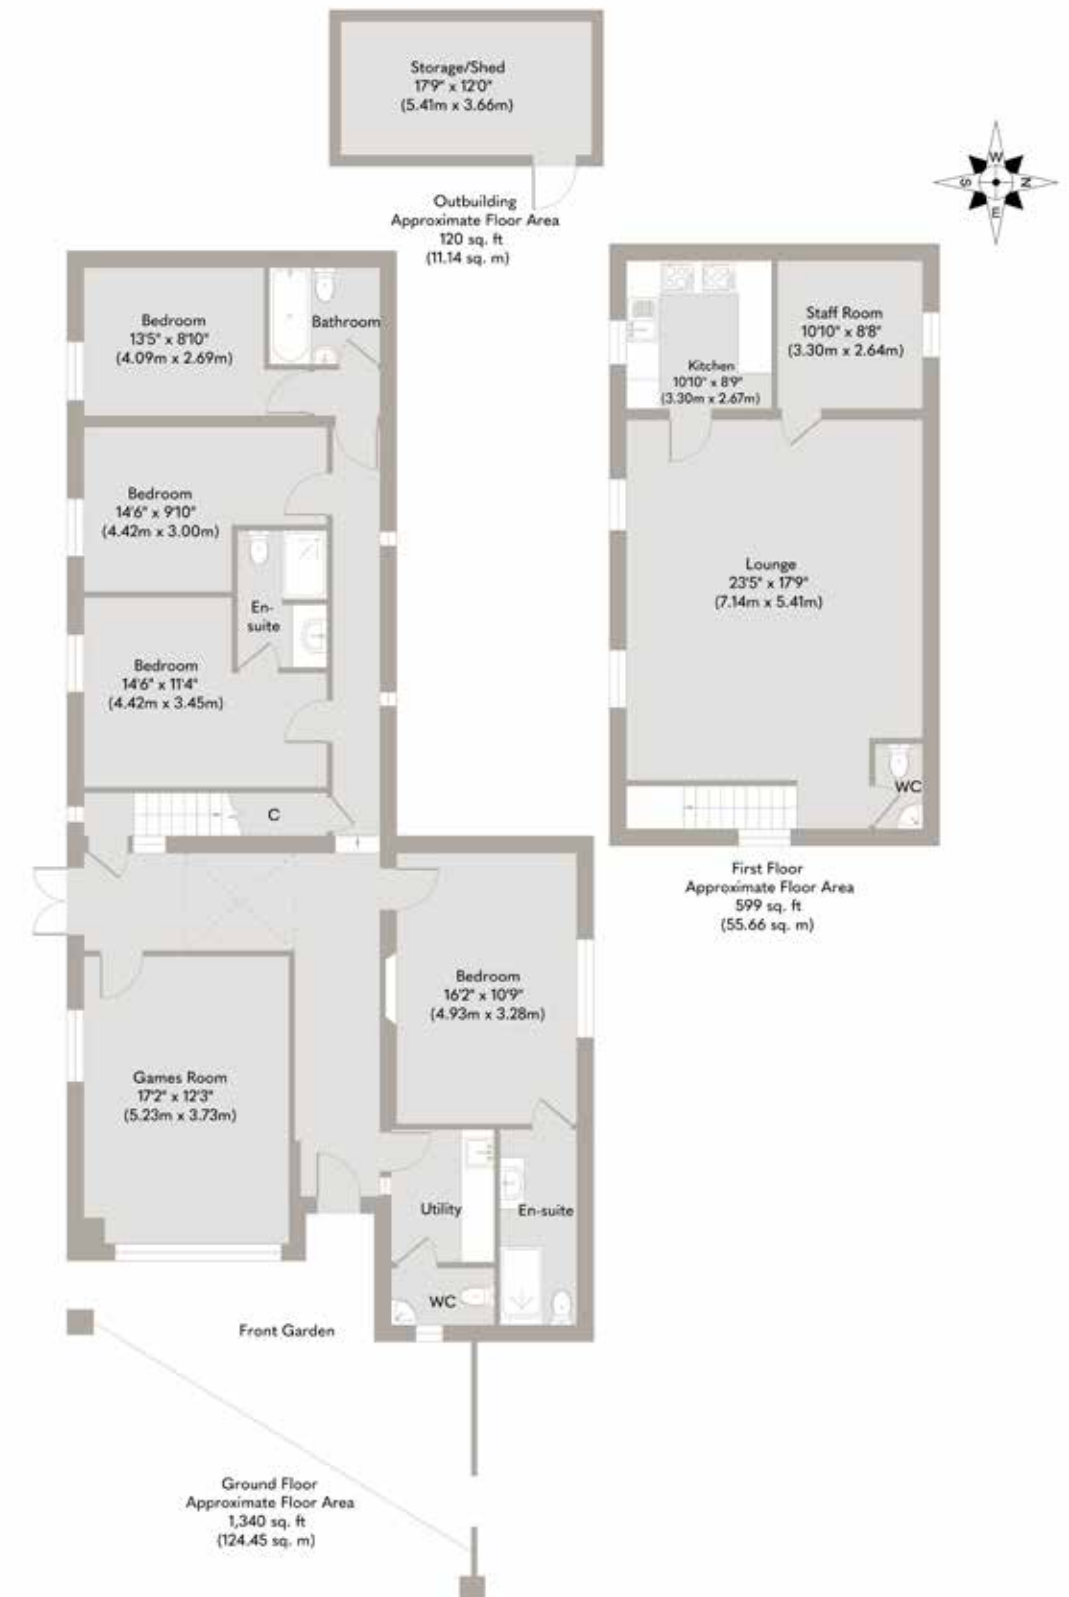 Storage/Shed
17'9" x 12'0"
(5.41m x 3.66m)
Outbuilding
Approximate Floor Area
120 sq. ft
(11.14 sq. m)
W
S
N
E
Bedroom
13'5" x 8'10"
(4.09m x 2.69m)
Bathroom
Bedroom
14'6" x 9'10"
(4.42m x 3.00m)
En-
suite
Bedroom
14'6" x 11'4"
(4.42m x 3.45m)
C
Bedroom
16'2" x 10'9"
(4.93m x 3.28m)
Games Room
17'2" x 12'3"
(5.23m x 3.73m)
Utility
En-suite
WC
Front Garden
Ground Floor
Approximate Floor Area
1,340 sq. ft
(124.45 sq. m)
Kitchen
10'10" x 8'9"
(3.30m x 2.67m)
Staff Room
10'10" x 8'8"
(3.30m x 2.64m)
Lounge
23'5" x 17'9"
(7.14m x 5.41m)
WC
First Floor
Approximate Floor Area
599 sq. ft
(55.66 sq. m)